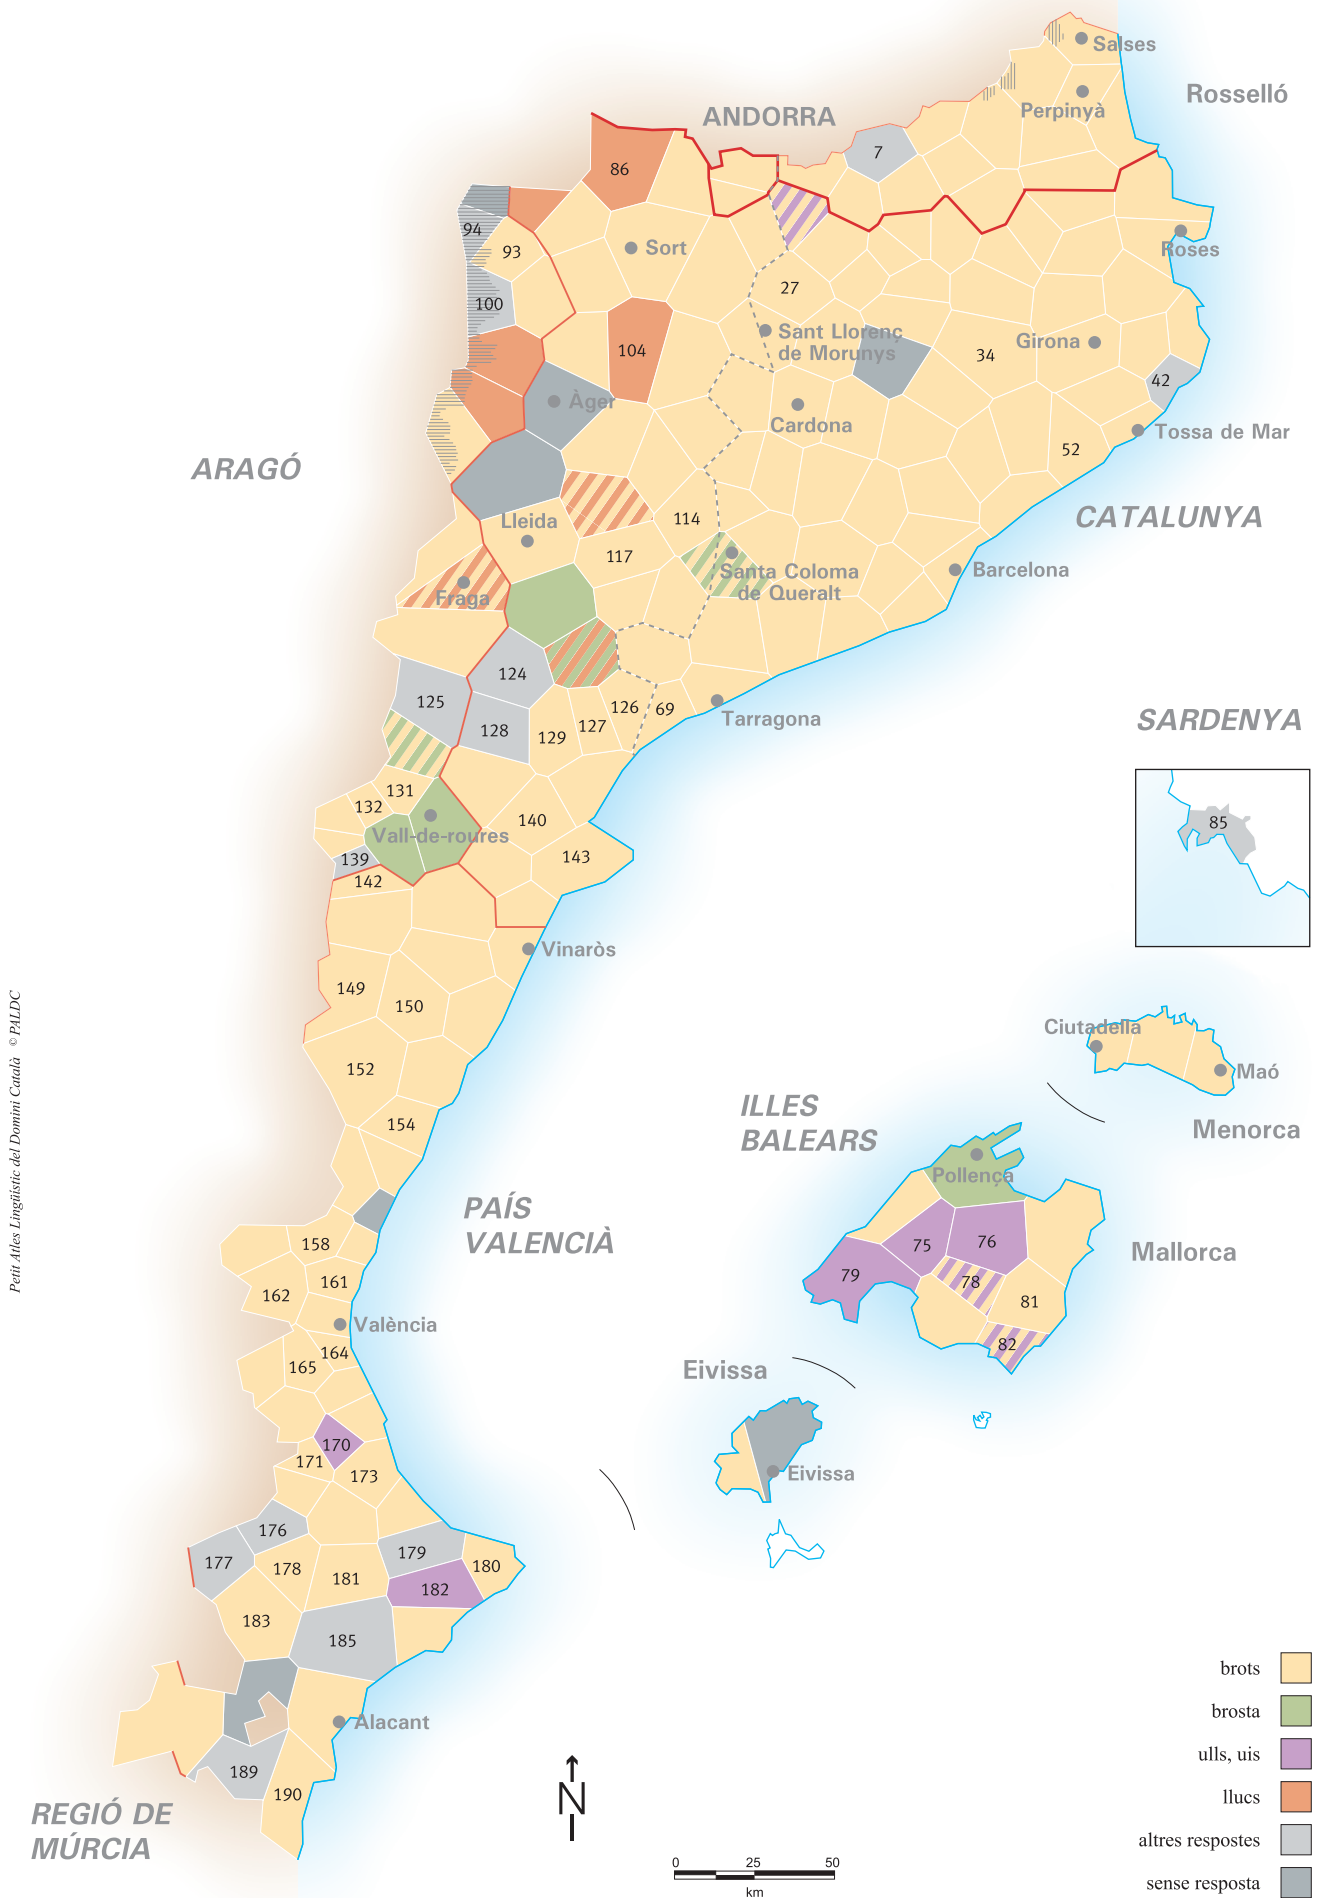 Salses
Rosselló
ANDORRA
Perpinyà
7
86
94
93
Sort
Roses
27
100
Sant Llorenç
de Morunys
104
34
Girona
42
Àger
Cardona
Tossa de Mar
52
ARAGÓ
114
CATALUNYA
Lleida
117
Santa Coloma
de Queralt
Barcelona
Fraga
124
125
126
69
Tarragona
127
128
129
SARDENYA
85
131
132
Vall-de-roures
140
139
143
142
Vinaròs
149
150
Petit Atles Lingüístic del Domini Català © PALDC
Ciutadella
152
Maó
ILLES
BALEARS
154
Menorca
Pollença
PAÍS
VALENCIÀ
158
75
76
Mallorca
161
79
78
162
81
València
82
164
165
Eivissa
170
171
173
Eivissa
176
177
178
179
180
181
182
183
185
brots
brosta
Alacant
ulls, uis
189
190
llucs
N
REGIÓ DE
MÚRCIA
altres respostes
0 25 50
km
sense resposta